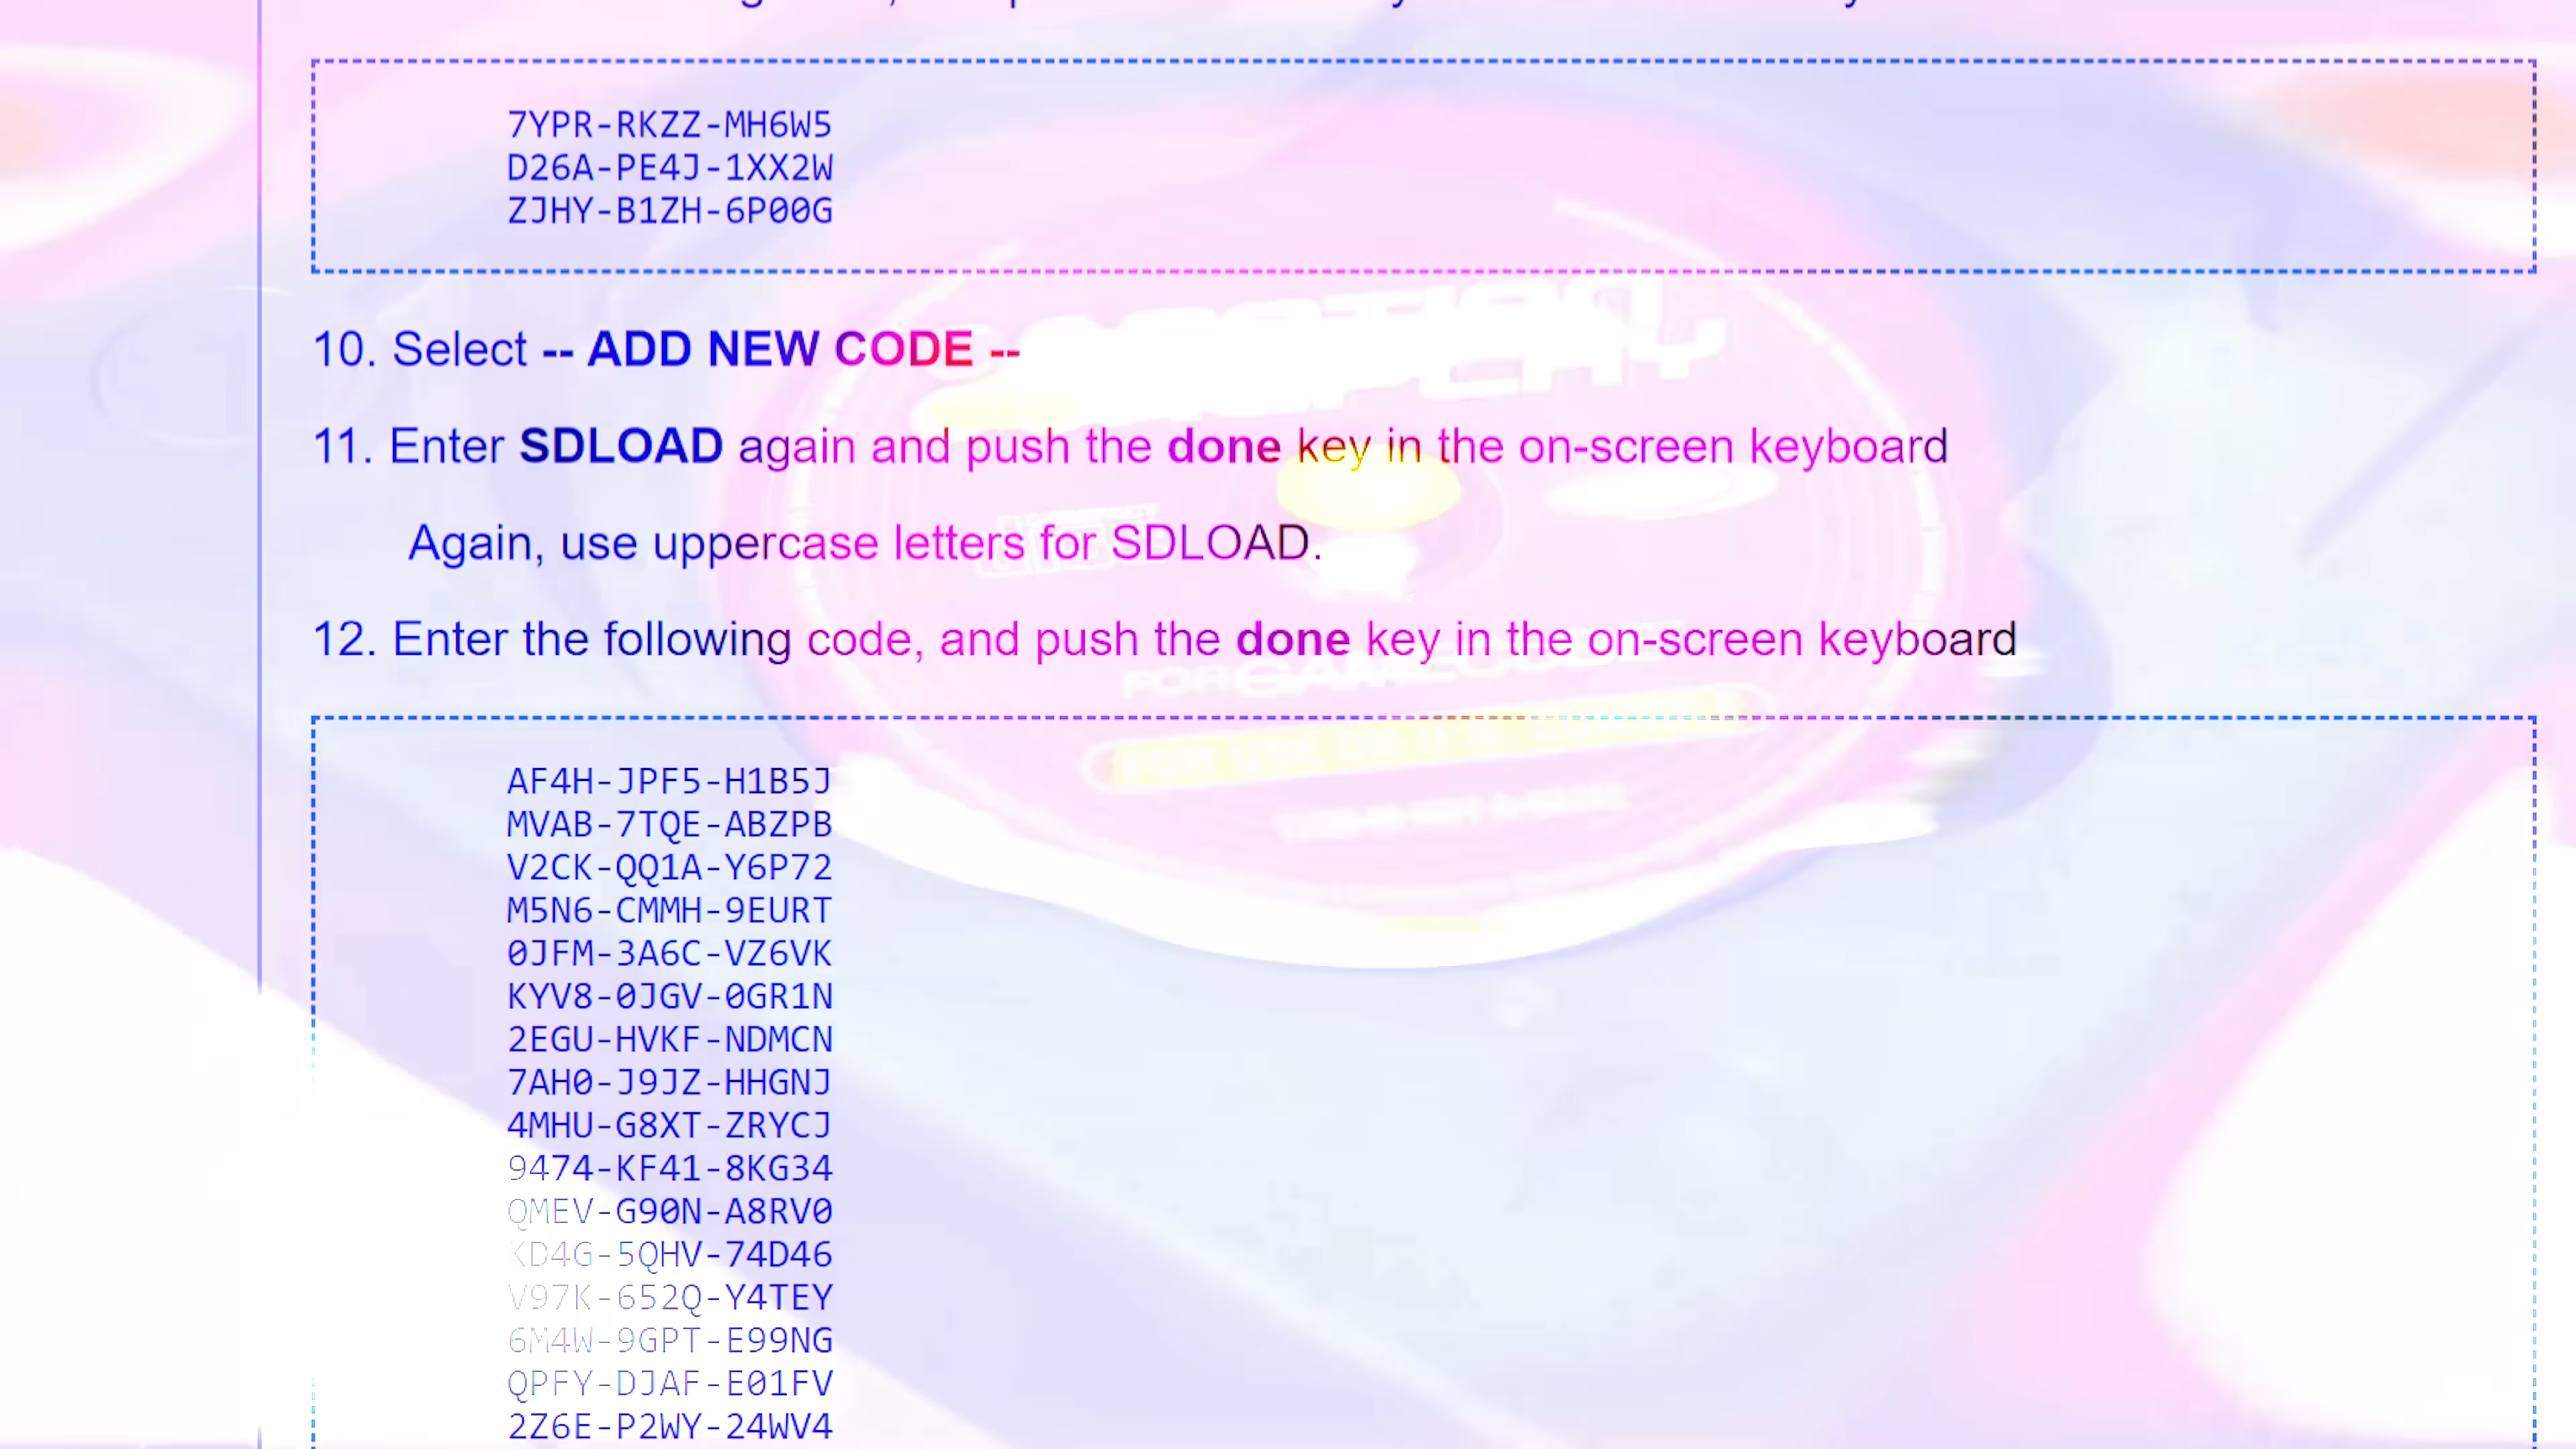 7YPR-RKZZ-MH6W5
D26A-PE4J-1XX2W
ZJHY-B1ZH-6P00G
10. Select -- ADD NEW CODE --
11. Enter SDLOAD again and push the done key in the on-screen keyboard
Again, use uppercase letters for SDLOAD.
12. Enter the following code, and push the done key in the on-screen keyboard
AF4H-JPF5-H1B5J
MVAB-7TQE-ABZPB
V2CK-QQ1A-Y6P72
M5N6-CMMH-9EURT
0JFM-3A6C-VZ6VK
KYV8-0JGV-0GR1N
2EGU-HVKF-NDMCN
7AH0-J9JZ-HHGNJ
4MHU-G8XT-ZRYCJ
9474-KF41-8KG34
QMEV-G90N-A8RV0
KD4G-5QHV-74D46
V97K-652Q-Y4TEY
6M4W-9GPT-E99NG
QPFY-DJAF-E01FV
2Z6E-P2WY-24WV4
ACTION
PLAY
FOR GAMECUBE